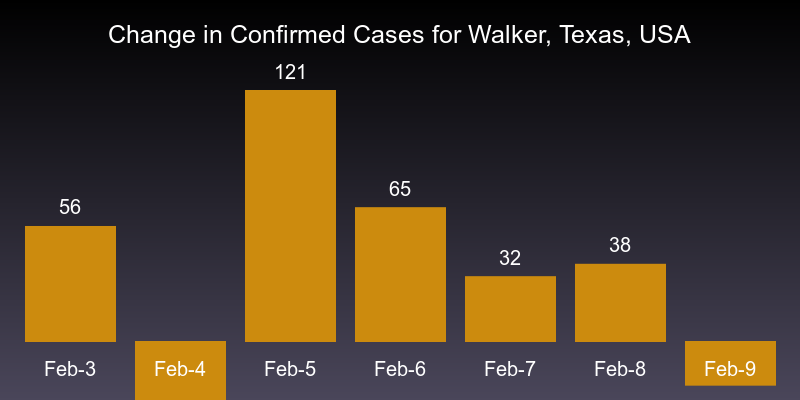 Change in Confirmed Cases for Walker, Texas, USA
121
65
56
38
32
Feb-3 Feb-4 Feb-5 Feb-6 Feb-7 Feb-8 Feb-9